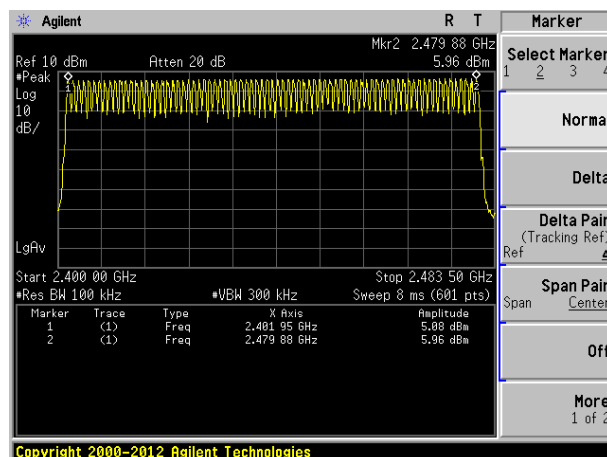 Agilent R T
Mkr2 2.479 88 GHz
Ref 10 dBm Atten 20 dB 5.96 dBm
#Peak
Log
10
dB/
1 2
LgAv
Start 2.400 00 GHz Stop 2.483 50 GHz
#Res BW 100 kHz #VBW 300 kHz Sweep 8 ms (601 pts)
Marker Trace Type X Axis Amplitude
1 (1) Freq 2.401 95 GHz 5.08 dBm
2 (1) Freq 2.479 88 GHz 5.96 dBm
Copyright 2000-2012 Agilent Technologies
Marker
Select Marker
1 2 3 4
Norma
Delta
Delta Pair
(Tracking Ref)
Ref
Span Pair
Span Center
Off
More
1 of 2